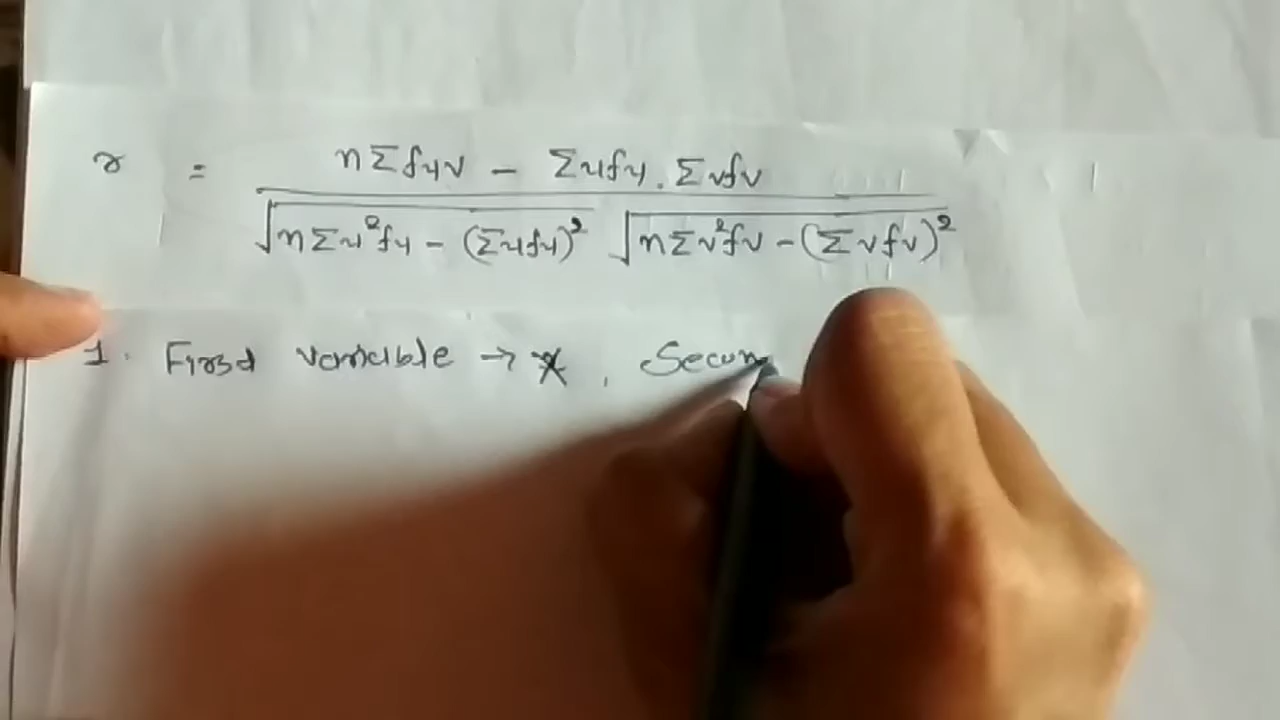 r = nΣfuv - Σufu . Σvfv
√nΣu²fu - (Σufu)² √nΣv²fv - (Σvfv)²
1. First variable → x , Secon